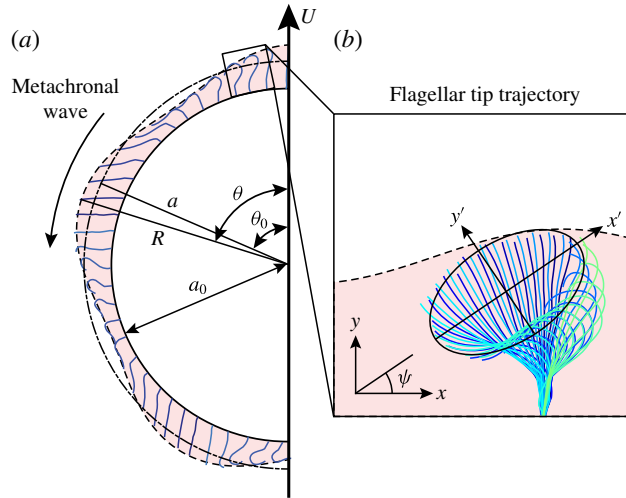 (a)
U
(b)
Metachronal
wave
Flagellar tip trajectory
a
θ
θ₀
R
a₀
y′
x′
y
ψ
x